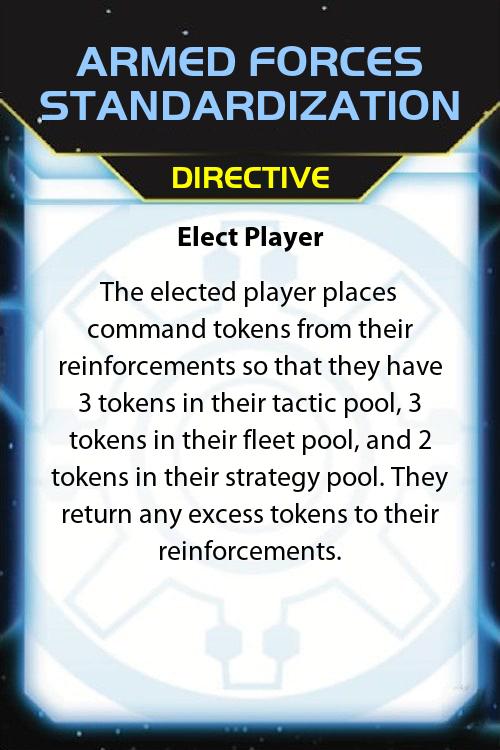 ARMED FORCES
STANDARDIZATION
DIRECTIVE
Elect Player
The elected player places
command tokens from their
reinforcements so that they have
3 tokens in their tactic pool, 3
tokens in their fleet pool, and 2
tokens in their strategy pool. They
return any excess tokens to their
reinforcements.